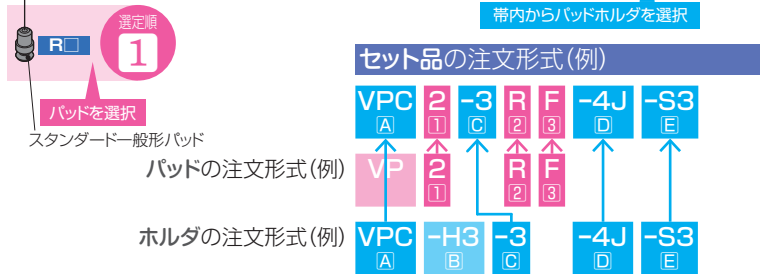 帯内からパッドホルダを選択
選定順
1
R□
パッドを選択
スタンダード一般形パッド
セット品の注文形式(例)
VPC 2 -3 R F -4J -S3
A 1 C 2 3 D E
パッドの注文形式(例) VP 2 R F
1 2 3
ホルダの注文形式(例) VPC -H3 -3 -4J -S3
A B C D E